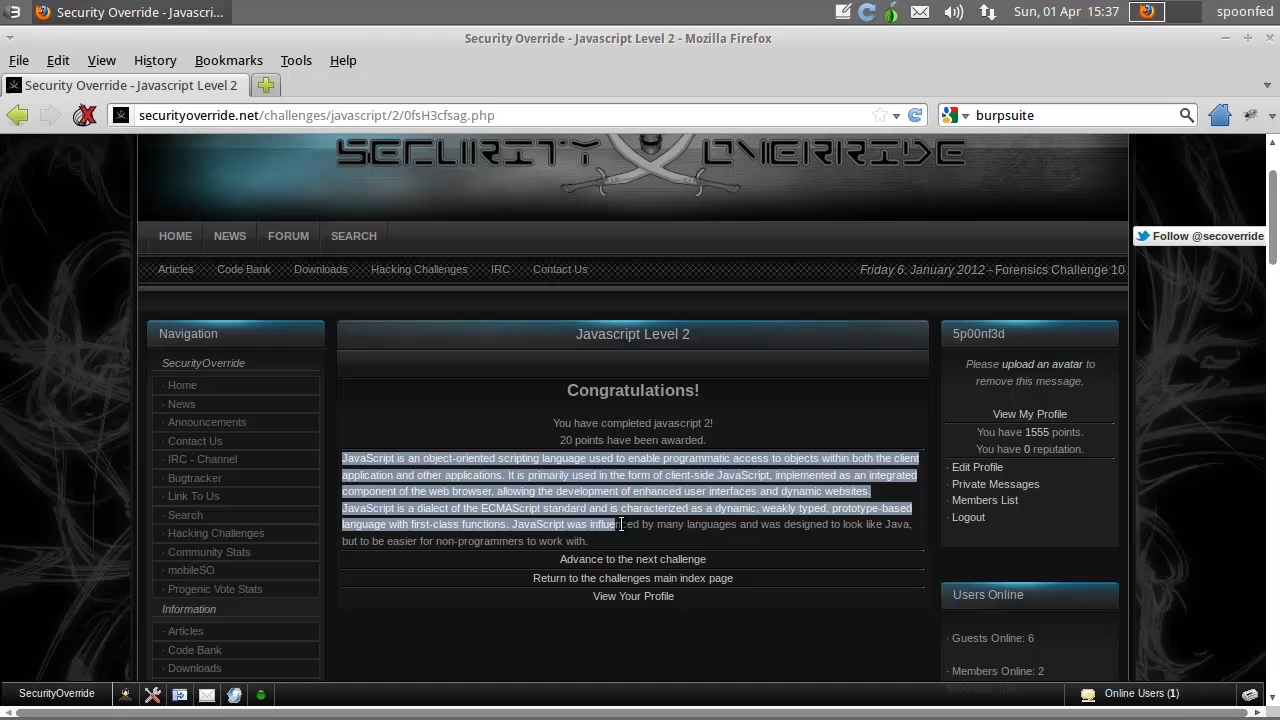 Security Override - Javascri...
Sun, 01 Apr 15:37
spoonfed
Security Override - Javascript Level 2 - Mozilla Firefox
File Edit View History Bookmarks Tools Help
Security Override - Javascript Level 2
securityoverride.net/challenges/javascript/2/0fsH3cfsag.php
burpsuite
SECURITY OVERRIDE
HOME NEWS FORUM SEARCH
Follow @secoverride
Articles Code Bank Downloads Hacking Challenges IRC Contact Us
Friday 6. January 2012 - Forensics Challenge 10
Navigation
SecurityOverride
· Home
· News
· Announcements
· Contact Us
· IRC - Channel
· Bugtracker
· Link To Us
· Search
· Hacking Challenges
· Community Stats
· mobileSO
· Progenic Vote Stats
Information
· Articles
· Code Bank
· Downloads
Javascript Level 2
Congratulations!
You have completed javascript 2!
20 points have been awarded.
JavaScript is an object-oriented scripting language used to enable programmatic access to objects within both the client
application and other applications. It is primarily used in the form of client-side JavaScript, implemented as an integrated
component of the web browser, allowing the development of enhanced user interfaces and dynamic websites.
JavaScript is a dialect of the ECMAScript standard and is characterized as a dynamic, weakly typed, prototype-based
language with first-class functions. JavaScript was influenced by many languages and was designed to look like Java,
but to be easier for non-programmers to work with.
Advance to the next challenge
Return to the challenges main index page
View Your Profile
5p00nf3d
Please upload an avatar to
remove this message.
View My Profile
You have 1555 points.
You have 0 reputation.
· Edit Profile
· Private Messages
· Members List
· Logout
Users Online
· Guests Online: 6
· Members Online: 2
SecurityOverride
Online Users (1)